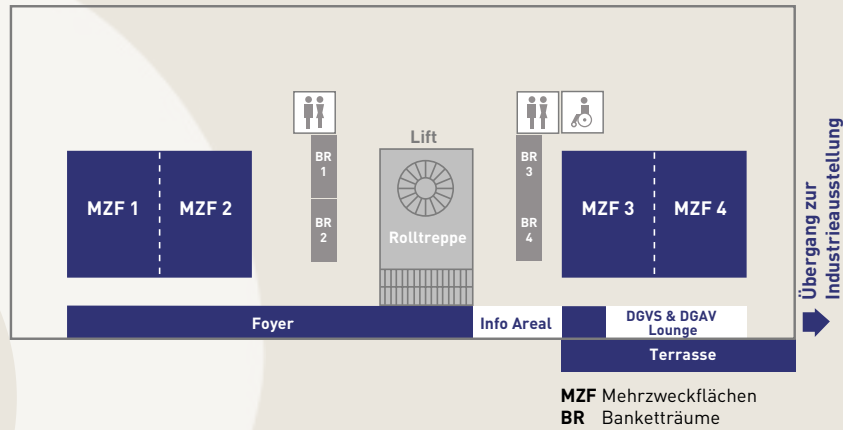 Lift
BR
1
BR
3
MZF 1
MZF 2
MZF 3
MZF 4
BR
2
Rolltreppe
BR
4
Übergang zur
Industrieausstellung
Foyer
Info Areal
DGVS & DGAV
Lounge
Terrasse
MZF Mehrzweckflächen
BR Banketträume